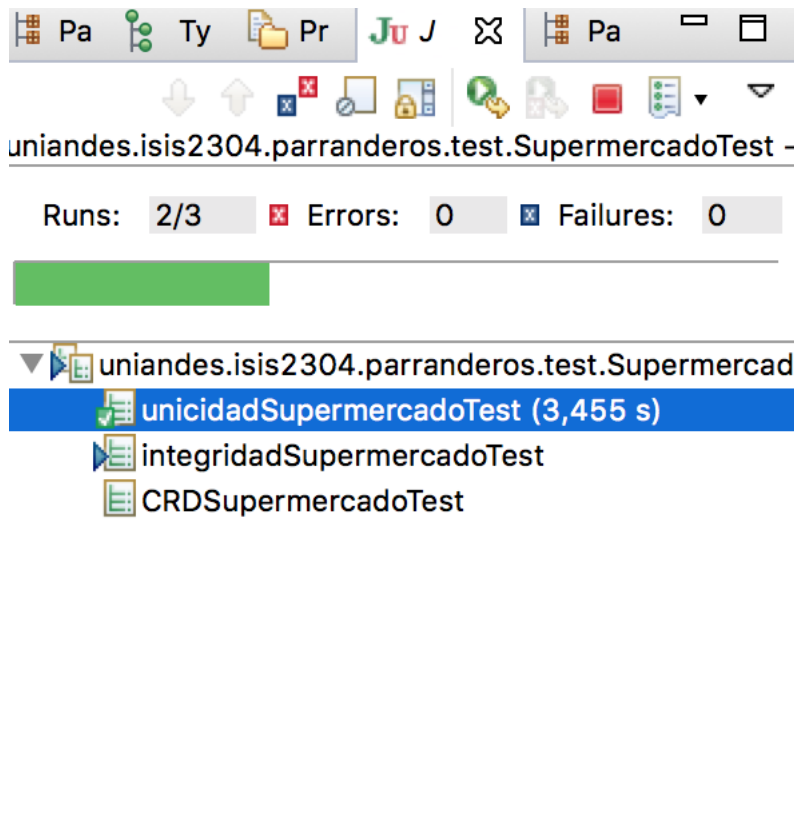 Pa Ty Pr Ju J Pa
uniandes.isis2304.parranderos.test.SupermercadoTest -
Runs: 2/3 Errors: 0 Failures: 0
uniandes.isis2304.parranderos.test.Supermercad
unicidadSupermercadoTest (3,455 s)
integridadSupermercadoTest
CRDSupermercadoTest